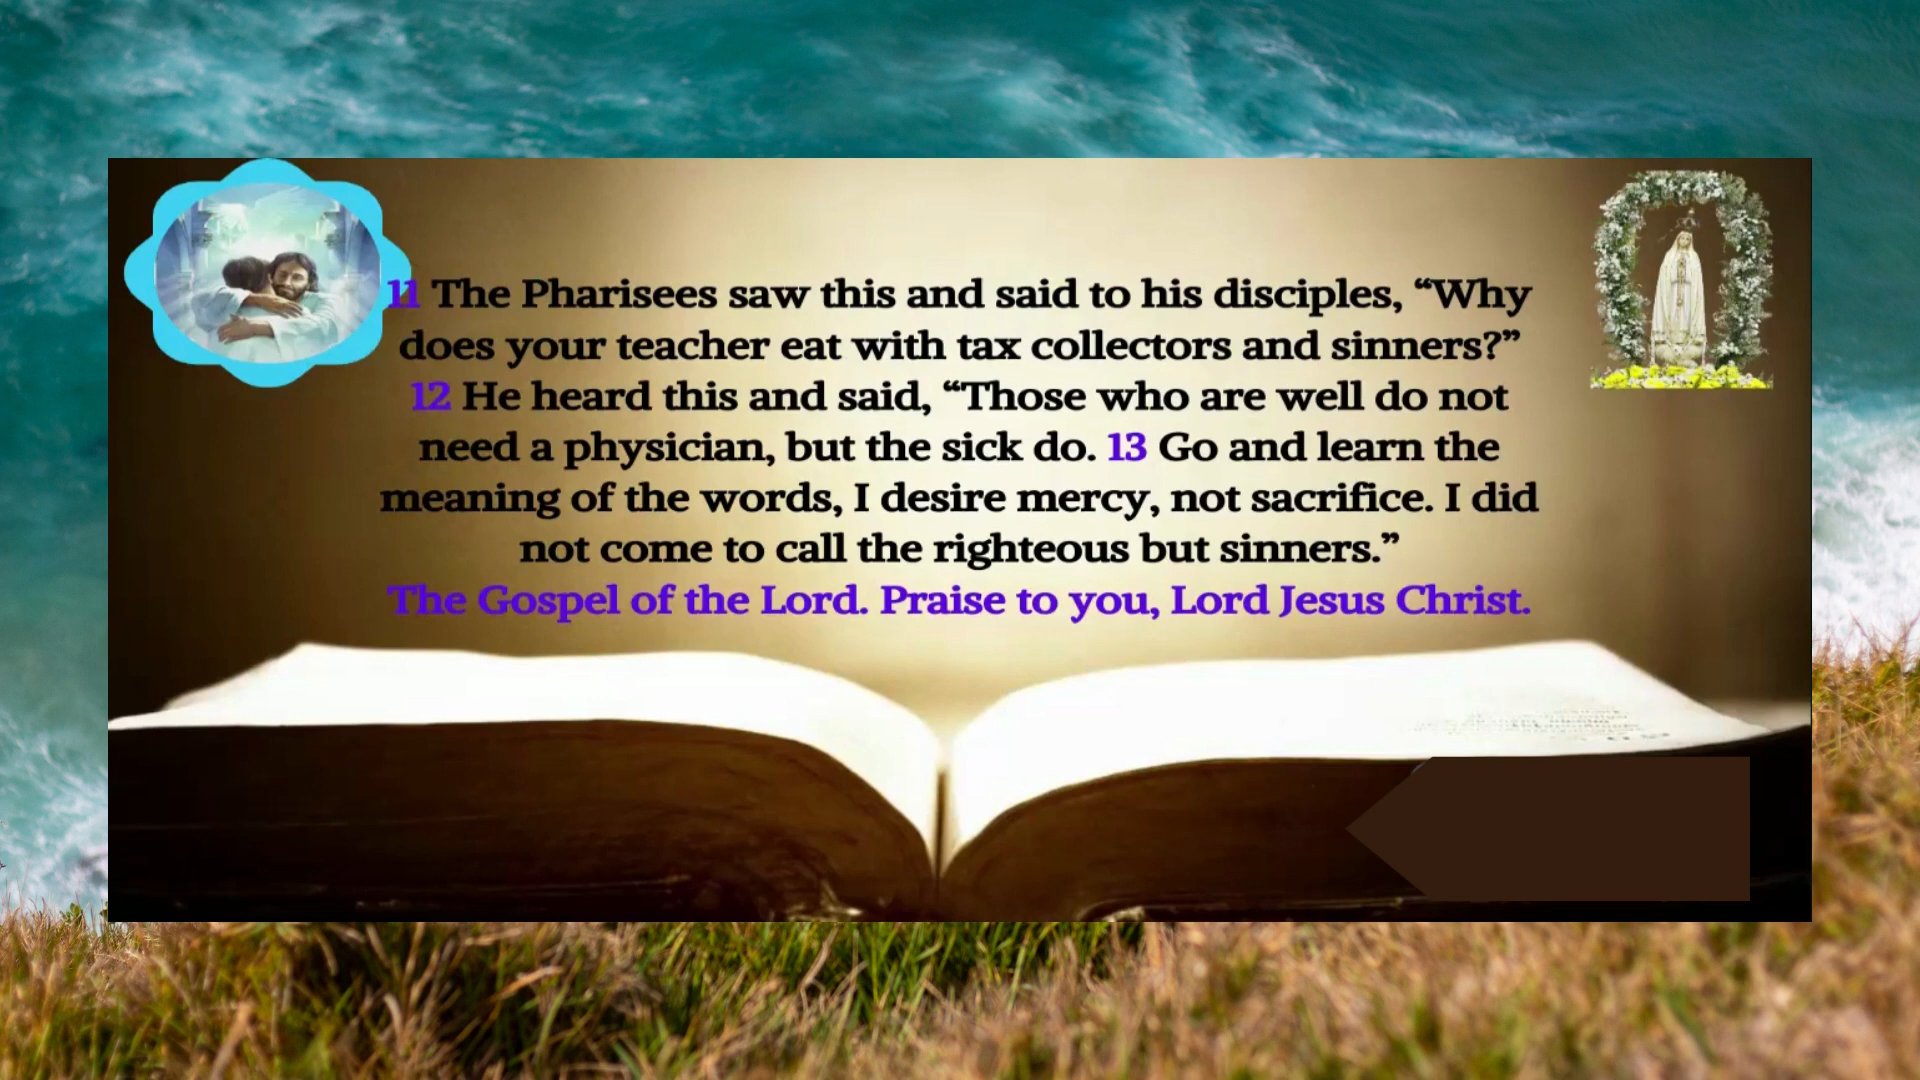 11 The Pharisees saw this and said to his disciples, “Why
does your teacher eat with tax collectors and sinners?”
12 He heard this and said, “Those who are well do not
need a physician, but the sick do. 13 Go and learn the
meaning of the words, I desire mercy, not sacrifice. I did
not come to call the righteous but sinners.”
The Gospel of the Lord. Praise to you, Lord Jesus Christ.